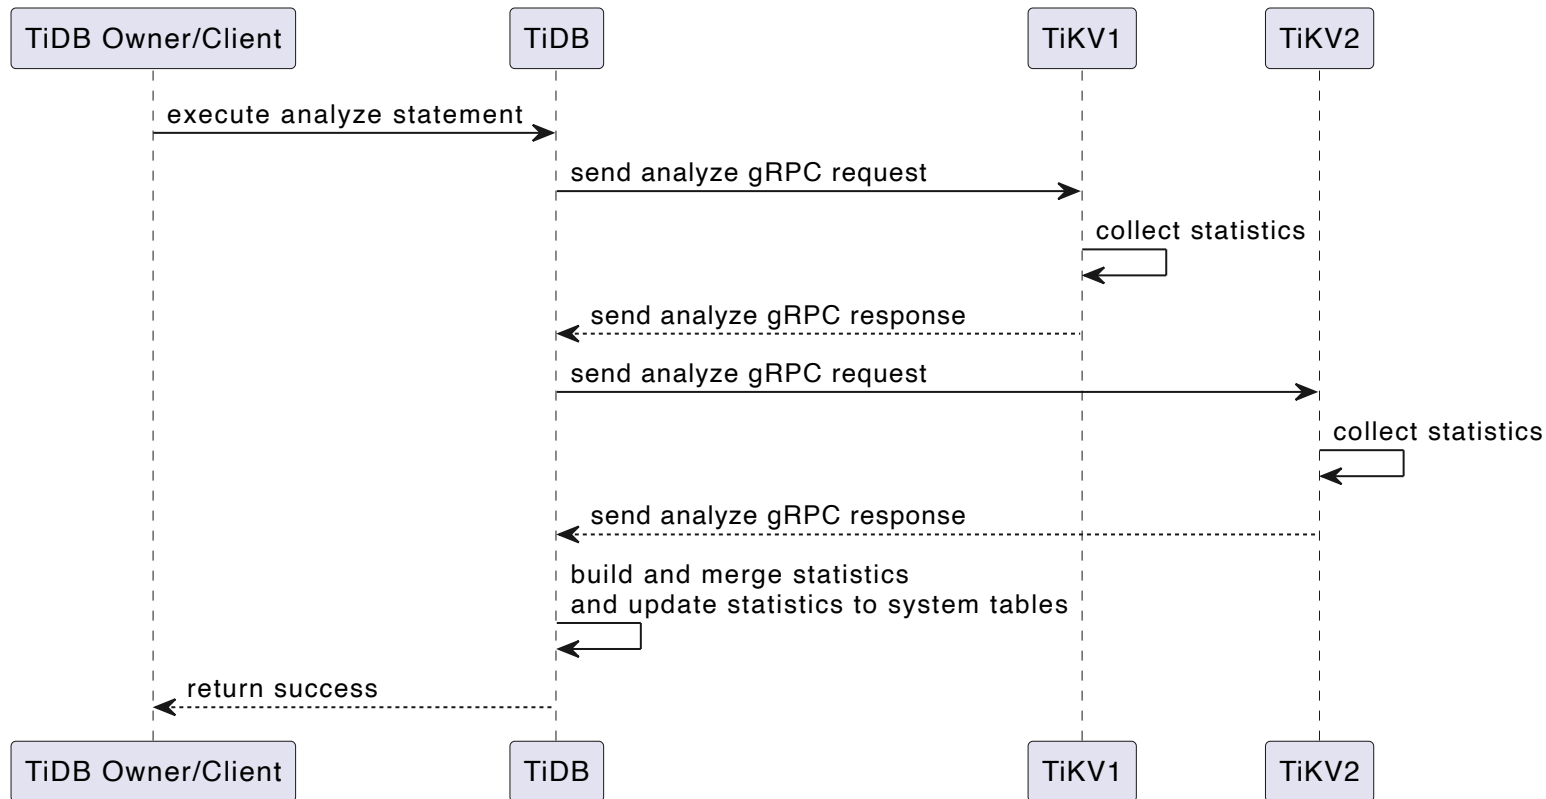 TiDB Owner/Client
TiDB
TiKV1
TiKV2
execute analyze statement
send analyze gRPC request
collect statistics
send analyze gRPC response
send analyze gRPC request
collect statistics
send analyze gRPC response
build and merge statistics
and update statistics to system tables
return success
TiDB Owner/Client
TiDB
TiKV1
TiKV2